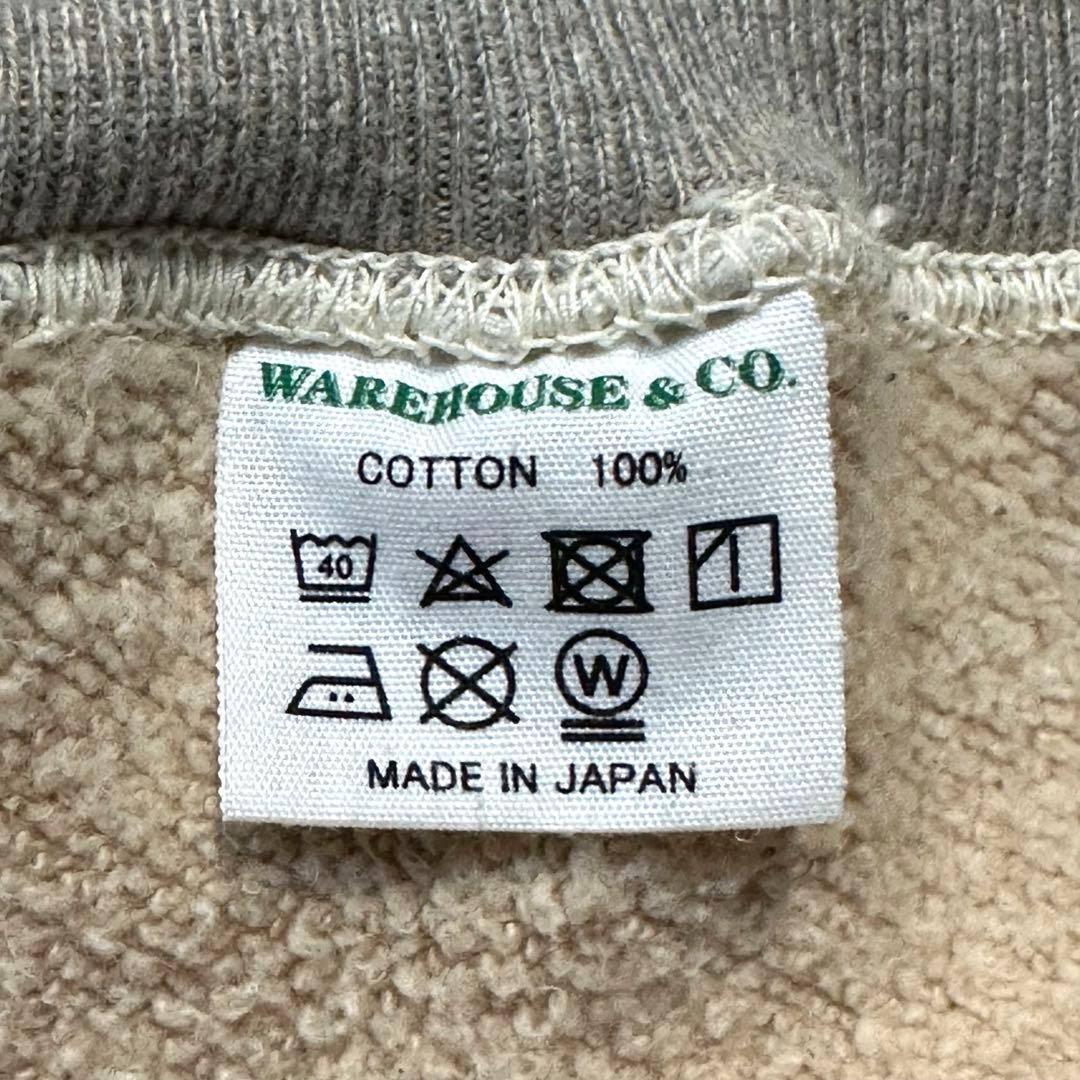 WAREHOUSE & CO.
COTTON 100%
40
W
MADE IN JAPAN